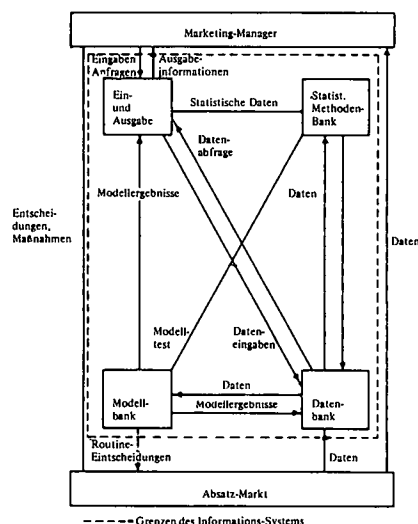 Marketing-Manager
Eingaben
Anfragen
Ausgabe-
informationen
Ein-
und
Ausgabe
Statistische Daten
Statist.
Methoden-
Bank
Daten-
abfrage
Modellergebnisse
Daten
Entschei-
dungen,
Maßnahmen
Daten
Modell-
test
Daten-
eingaben
Modell-
bank
Daten
Modellergebnisse
Daten-
bank
Routine-
Eintscheidungen
Daten
Absatz-Markt
Grenzen des Informations-Systems